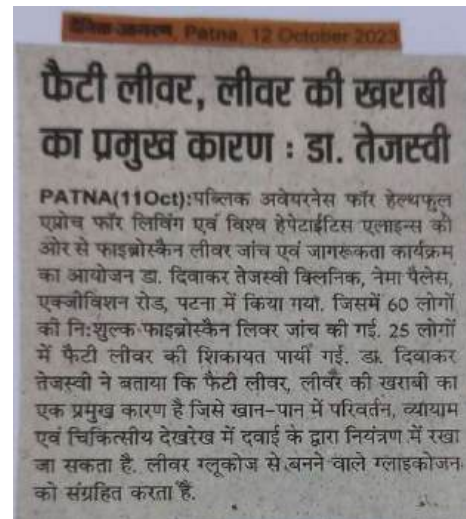 दैनिक जागरण, Patna, 12 October 2023
फैटी लीवर, लीवर की खराबी
का प्रमुख कारण : डा. तेजस्वी
PATNA(11Oct):पब्लिक अवेयरनेस फॉर हेल्थफुल
एप्रोच फॉर लिविंग एवं विश्व हेपेटाईटिस एलाइन्स की
ओर से फाइब्रोस्कैन लीवर जांच एवं जागरूकता कार्यक्रम
का आयोजन डा. दिवाकर तेजस्वी क्लिनिक, नेमा पैलेस,
एक्जीविशन रोड, पटना में किया गया. जिसमें 60 लोगों
की नि:शुल्क फाइब्रोस्कैन लिवर जांच की गई. 25 लोगों
में फैटी लीवर की शिकायत पायी गई. डा. दिवाकर
तेजस्वी ने बताया कि फैटी लीवर, लीवर की खराबी का
एक प्रमुख कारण है जिसे खान-पान में परिवर्तन, व्यायाम
एवं चिकित्सीय देखरेख में दवाई के द्वारा नियंत्रण में रखा
जा सकता है. लीवर ग्लूकोज से बनने वाले ग्लाइकोजन
को संग्रहित करता है.